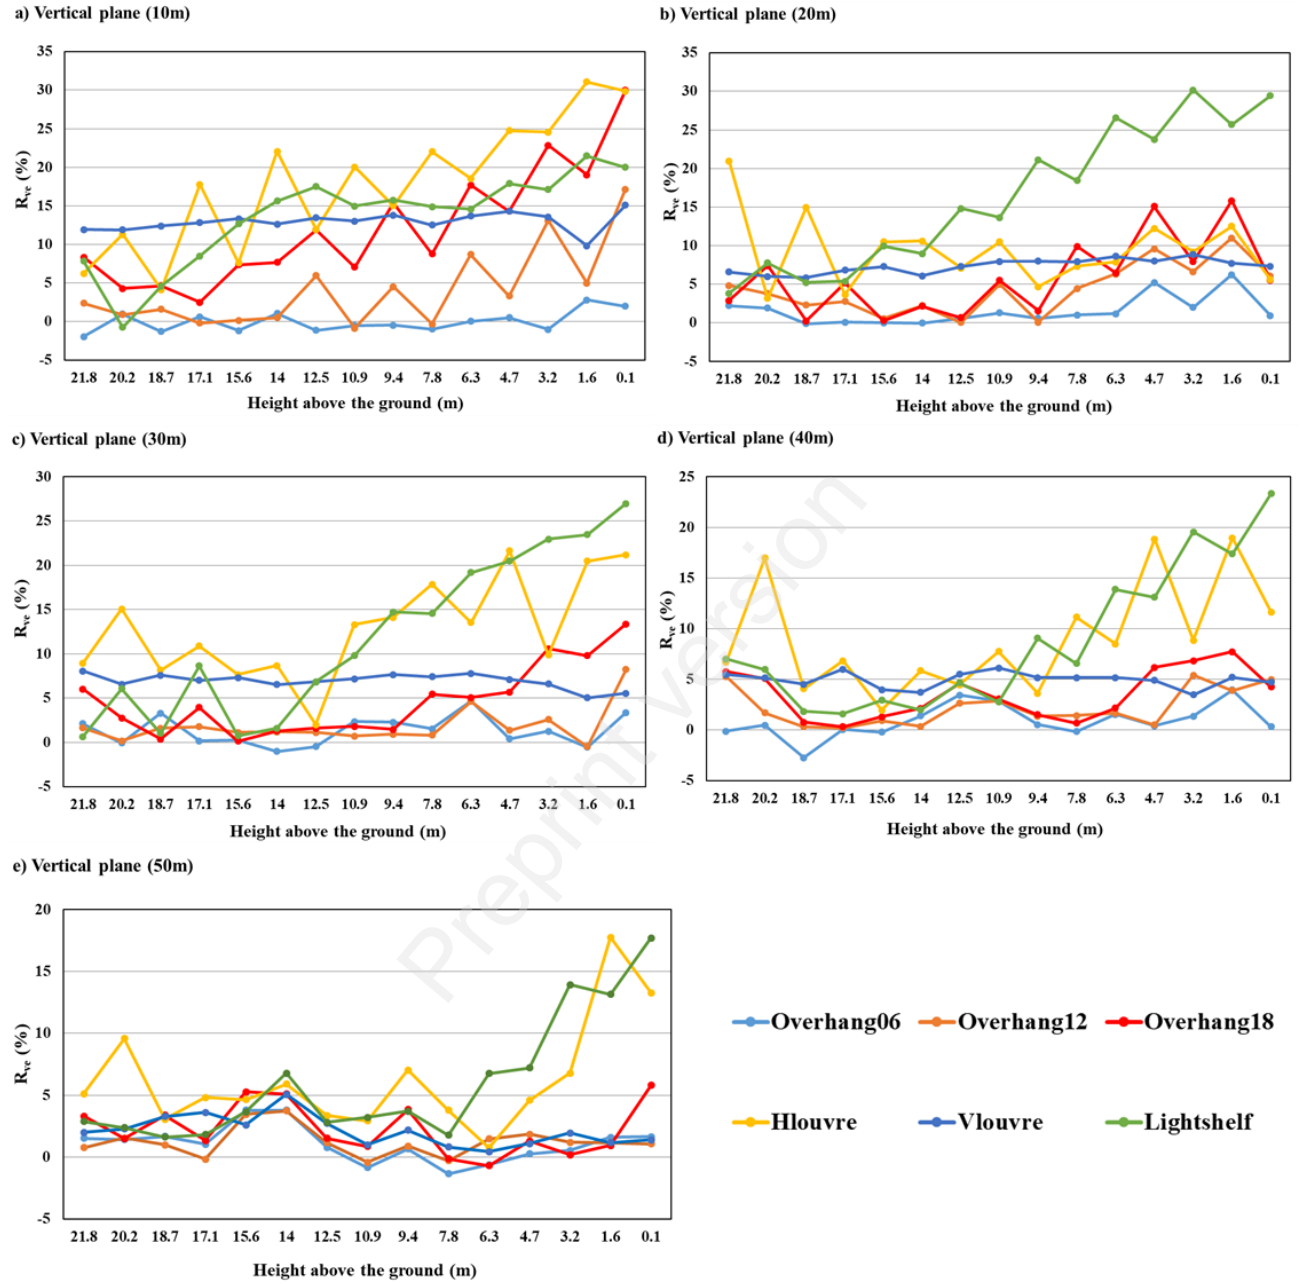 a) Vertical plane (10m)
35
30
25
20
15
10
5
0
-5
R_ve (%)
21.8 20.2 18.7 17.1 15.6 14 12.5 10.9 9.4 7.8 6.3 4.7 3.2 1.6 0.1
Height above the ground (m)
b) Vertical plane (20m)
35
30
25
20
15
10
5
0
-5
R_ve (%)
21.8 20.2 18.7 17.1 15.6 14 12.5 10.9 9.4 7.8 6.3 4.7 3.2 1.6 0.1
Height above the ground (m)
c) Vertical plane (30m)
30
25
20
15
10
5
0
-5
R_ve (%)
21.8 20.2 18.7 17.1 15.6 14 12.5 10.9 9.4 7.8 6.3 4.7 3.2 1.6 0.1
Height above the ground (m)
d) Vertical plane (40m)
25
20
15
10
5
0
-5
R_ve (%)
21.8 20.2 18.7 17.1 15.6 14 12.5 10.9 9.4 7.8 6.3 4.7 3.2 1.6 0.1
Height above the ground (m)
e) Vertical plane (50m)
20
15
10
5
0
-5
R_ve (%)
21.8 20.2 18.7 17.1 15.6 14 12.5 10.9 9.4 7.8 6.3 4.7 3.2 1.6 0.1
Height above the ground (m)
Overhang06 Overhang12 Overhang18
Hlouvre Vlouvre Lightshelf
Preprint version